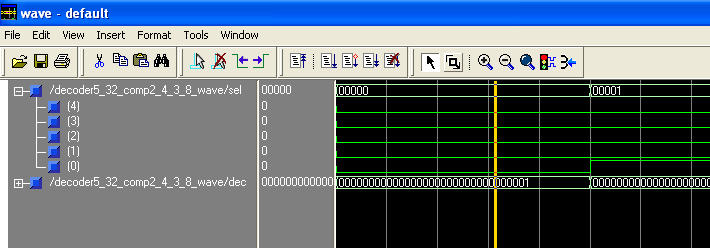 wave - default
File Edit View Insert Format Tools Window
/decoder5_32_comp2_4_3_8_wave/sel 00000 00000 00001
(4) 0
(3) 0
(2) 0
(1) 0
(0) 0
/decoder5_32_comp2_4_3_8_wave/dec 000000000000 00000000000000000000000000000001 000000000000000000